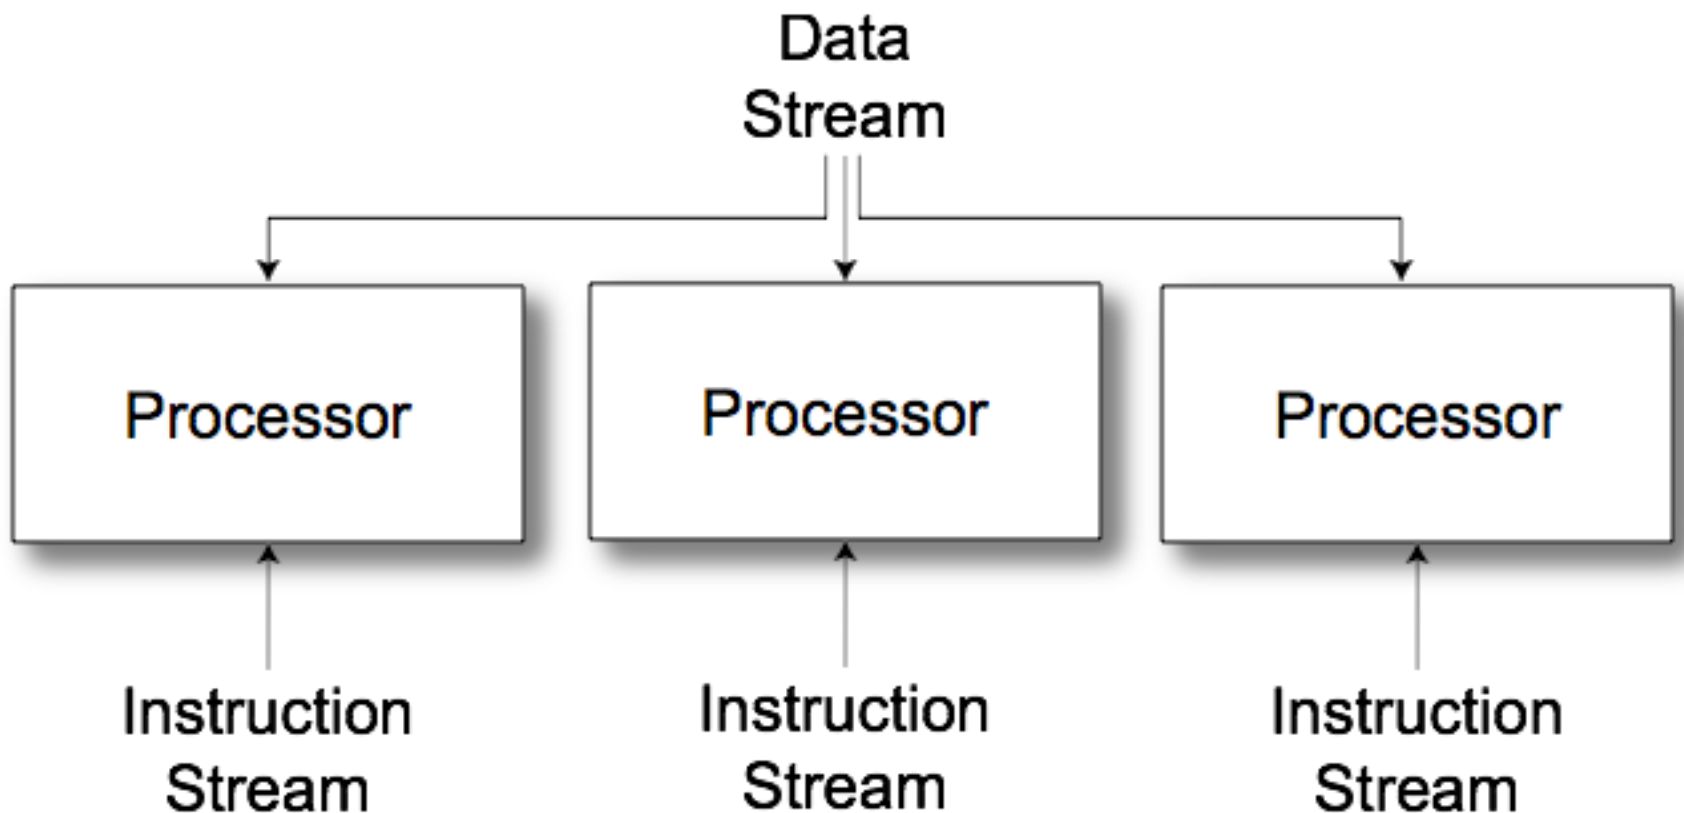 Data
Stream
Processor
Processor
Processor
Instruction
Stream
Instruction
Stream
Instruction
Stream